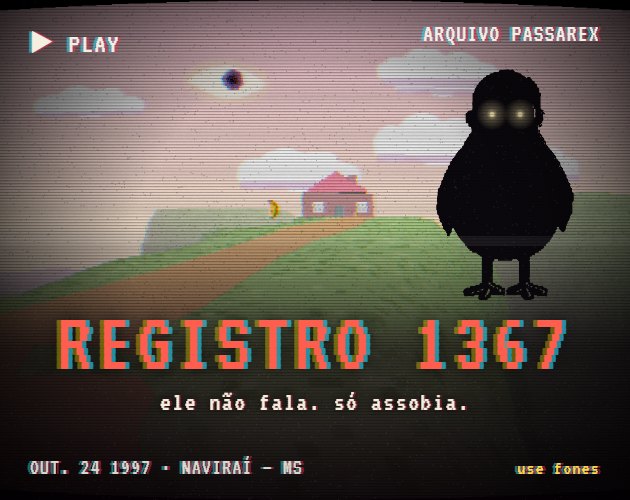 PLAY
ARQUIVO PASSAREX
REGISTRO 1367
ele não fala. só assobia.
OUT. 24 1997 · NAVIRAÍ — MS
use fones